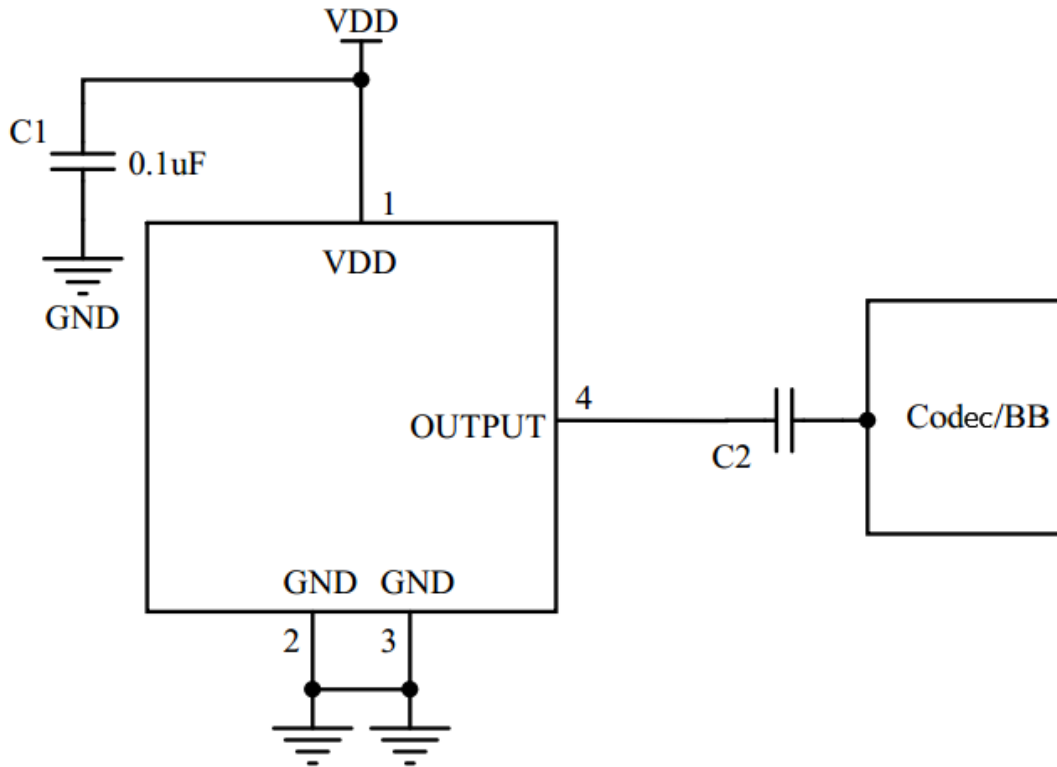 VDD
C1
0.1uF
1
VDD
GND
4
OUTPUT
Codec/BB
C2
GND GND
2 3